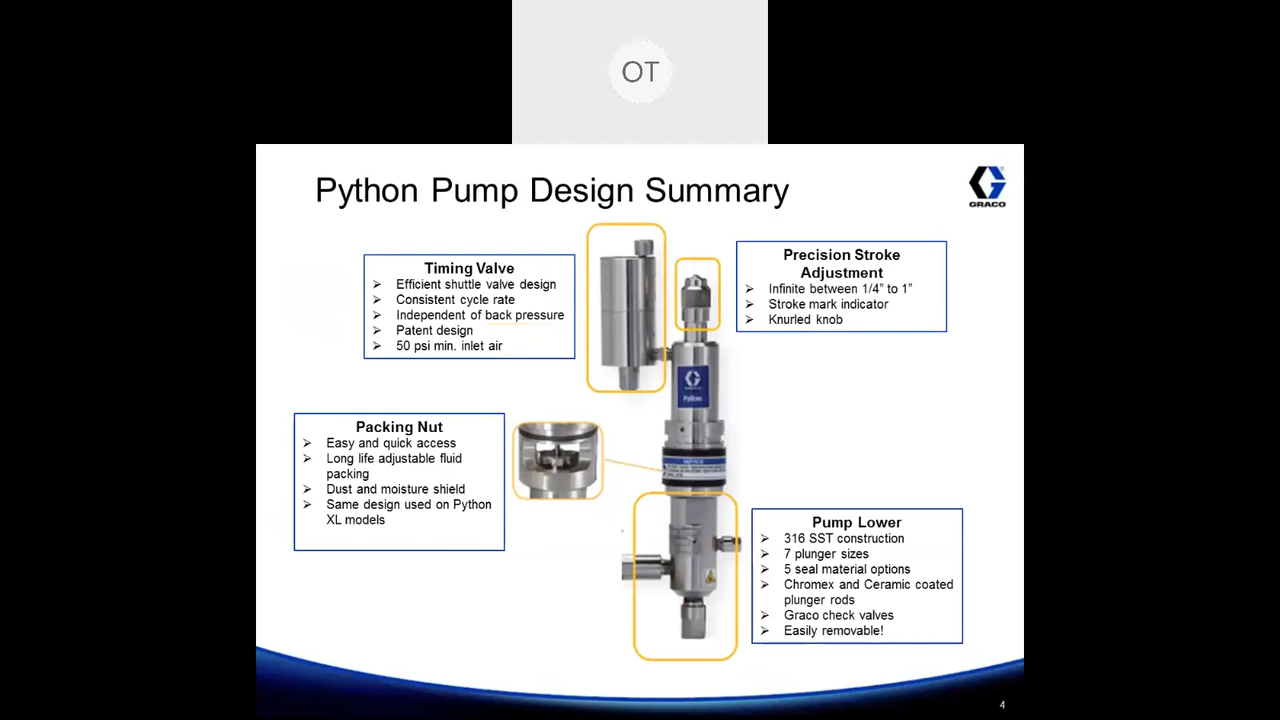 OT
Python Pump Design Summary
GRACO
Timing Valve
Efficient shuttle valve design
Consistent cycle rate
Independent of back pressure
Patent design
50 psi min. inlet air
Precision Stroke
Adjustment
Infinite between 1/4” to 1”
Stroke mark indicator
Knurled knob
Python
Packing Nut
Easy and quick access
Long life adjustable fluid
packing
Dust and moisture shield
Same design used on Python
XL models
NOTICE
Pump Lower
316 SST construction
7 plunger sizes
5 seal material options
Chromex and Ceramic coated
plunger rods
Graco check valves
Easily removable!
4